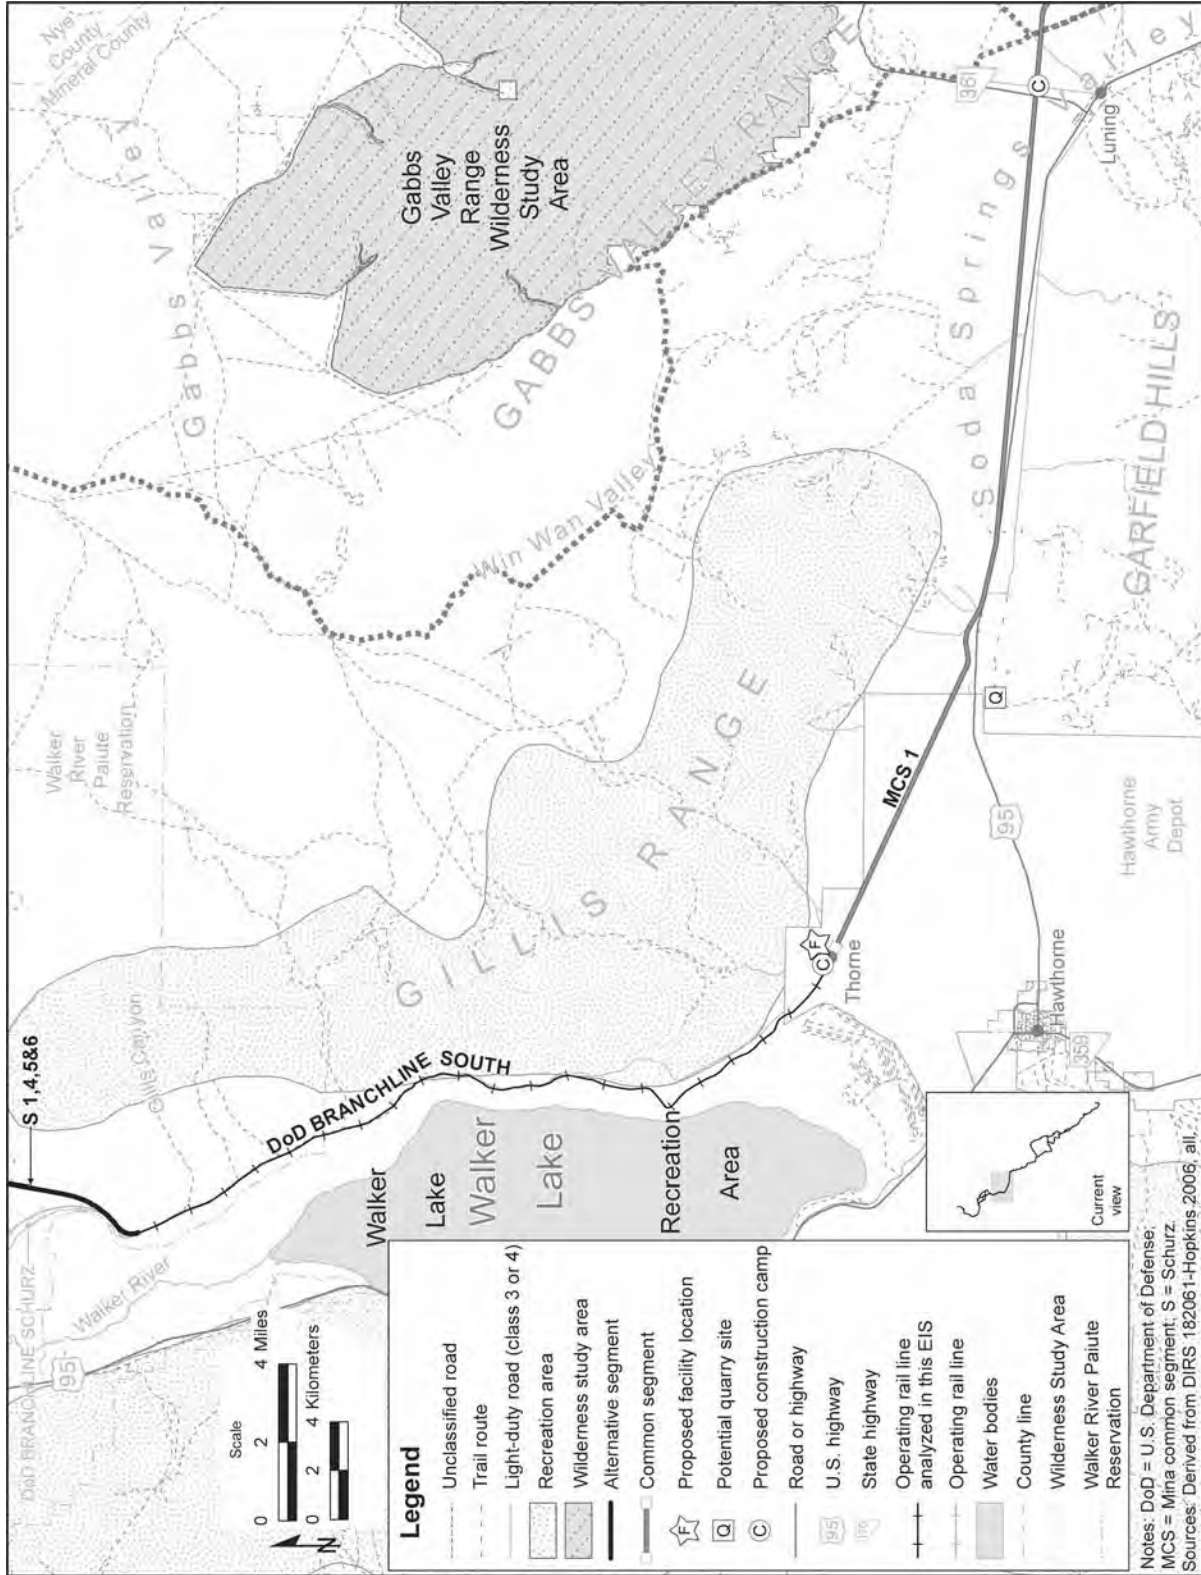 DoD BRANCHLINE SCHURZ
95
Walker River
S 1,4,5&6
Gillis Canyon
Walker
River
Paiute
Reservation
Nye
County
Mineral County
Gabbs Valley
Gabbs
Valley
Range
Wilderness
Study
Area
GABBS VALLEY RANGE
Win Wan Valley
GILLIS RANGE
DoD BRANCHLINE SOUTH
Walker
Lake
Walker
Lake
Recreation
Area
C
F
Thorne
MCS 1
Soda Springs Valley
361
C
Luning
Q
95
GARFIELD HILLS
Hawthorne
Army
Depot
Hawthorne
359
Scale
0 2 4 Miles
0 2 4 Kilometers
N
Legend
Unclassified road
Trail route
Light-duty road (class 3 or 4)
Recreation area
Wilderness study area
Alternative segment
Common segment
F Proposed facility location
Q Potential quarry site
C Proposed construction camp
Road or highway
95 U.S. highway
State highway
Operating rail line
analyzed in this EIS
Operating rail line
Water bodies
County line
Wilderness Study Area
Walker River Paiute
Reservation
Current
view
Notes: DoD = U.S. Department of Defense;
MCS = Mina common segment; S = Schurz.
Sources: Derived from DIRS 182061-Hopkins 2006, all.